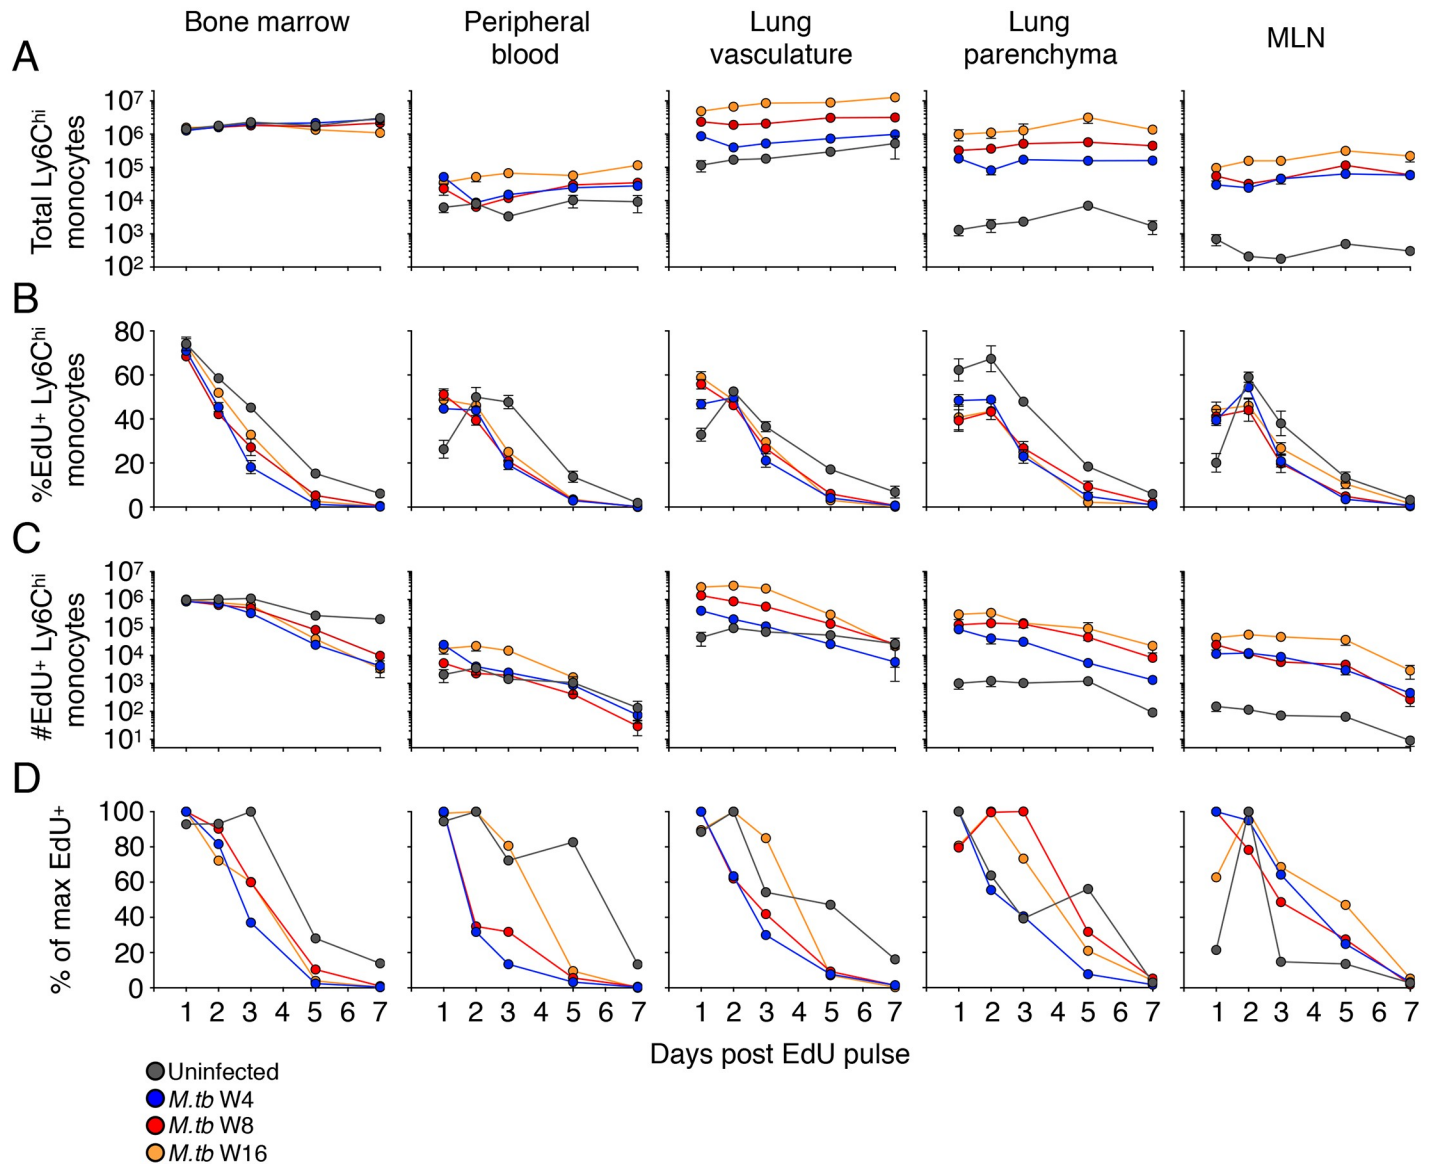 Bone marrow
Peripheral
blood
Lung
vasculature
Lung
parenchyma
MLN
A
Total Ly6Cʰⁱ
monocytes
10⁷
10⁶
10⁵
10⁴
10³
10²
B
%EdU⁺ Ly6Cʰⁱ
monocytes
80
60
40
20
0
C
#EdU⁺ Ly6Cʰⁱ
monocytes
10⁷
10⁶
10⁵
10⁴
10³
10²
10¹
D
% of max EdU⁺
100
80
60
40
20
0
1 2 3 4 5 6 7
1 2 3 4 5 6 7
1 2 3 4 5 6 7
1 2 3 4 5 6 7
1 2 3 4 5 6 7
Days post EdU pulse
Uninfected
M.tb W4
M.tb W8
M.tb W16